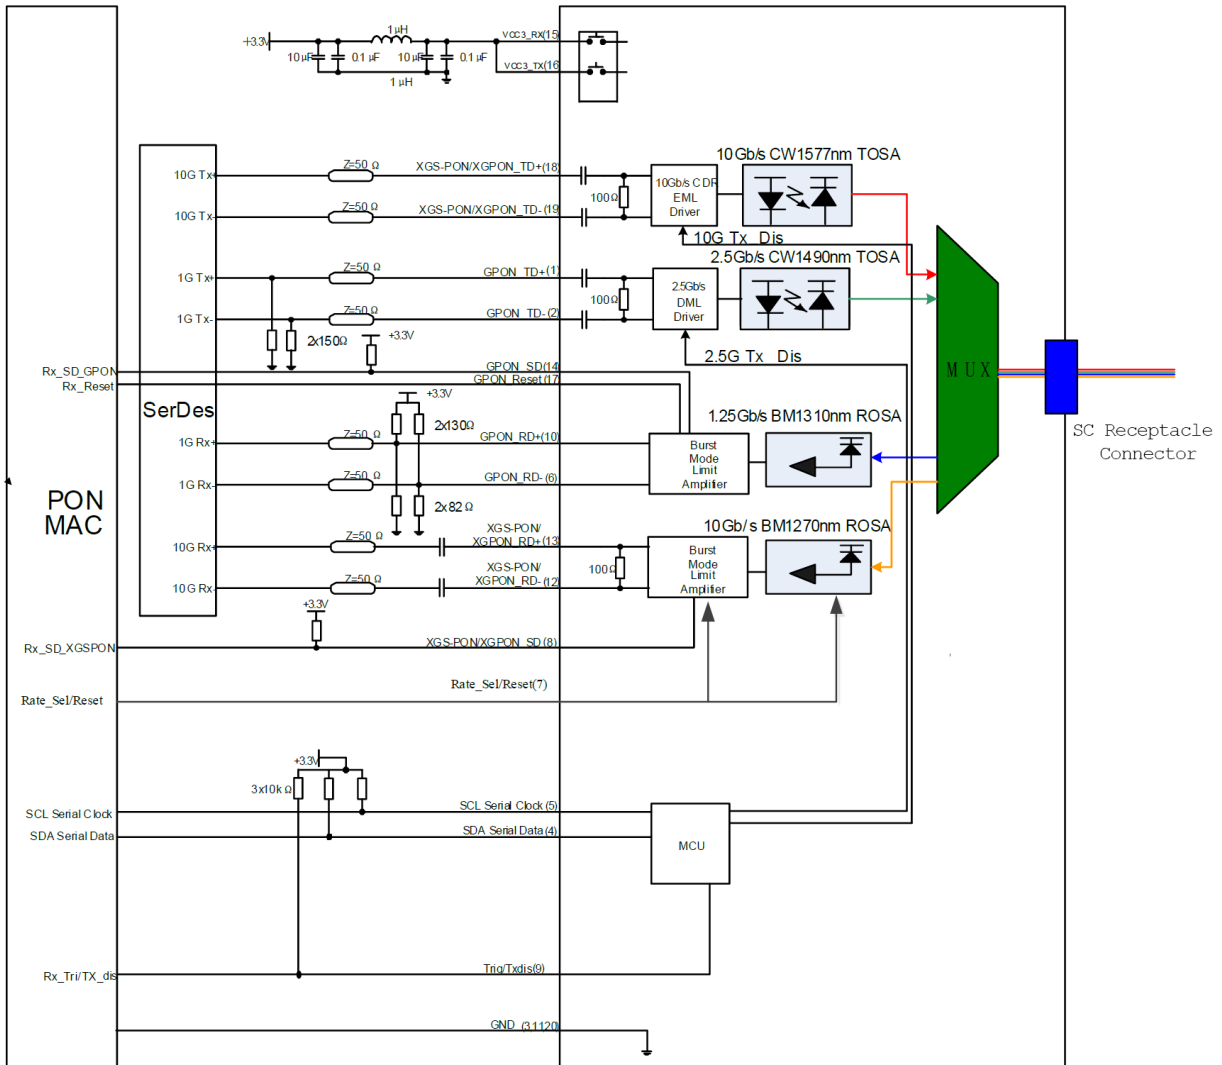 1 μH
+3.3V
VCC3_RX(15)
10 μF
0.1 μF
10 μF
0.1 μF
VCC3_TX(16)
1 μH
10Gb/s CW1577nm TOSA
10G Tx+
Z=50 Ω
XGS-PON/XGPON_TD+(18)
100Ω
10Gb/s CDR
EML
Driver
10G Tx-
Z=50 Ω
XGS-PON/XGPON_TD-(19)
10G Tx_Dis
2.5Gb/s CW1490nm TOSA
1G Tx+
Z=50 Ω
GPON_TD+(1)
100Ω
2.5Gb/s
DML
Driver
1G Tx-
Z=50 Ω
GPON_TD-(2)
2x150Ω
+3.3V
2.5G Tx_Dis
Rx_SD_GPON
GPON_SD(14)
Rx_Reset
GPON_Reset(17)
MUX
+3.3V
SerDes
2x130Ω
1.25Gb/s BM1310nm ROSA
1G Rx+
Z=50 Ω
GPON_RD+(10)
Burst
Mode
Limit
Amplifier
SC Receptacle
Connector
1G Rx-
Z=50 Ω
GPON_RD-(6)
PON
MAC
2x82Ω
XGS-PON/
XGPON_RD+(13)
10Gb/s BM1270nm ROSA
10G Rx+
Z=50 Ω
100Ω
Burst
Mode
Limit
Amplifier
XGS-PON/
XGPON_RD-(12)
10G Rx-
Z=50 Ω
+3.3V
Rx_SD_XGSPON
XGS-PON/XGPON_SD(8)
Rate_Sel/Reset
Rate_Sel/Reset(7)
+3.3V
3x10k Ω
SCL Serial Clock
SCL Serial Clock(5)
SDA Serial Data
SDA Serial Data(4)
MCU
Rx_Tri/TX_dis
Trig/Txdis(9)
GND (3,1120)